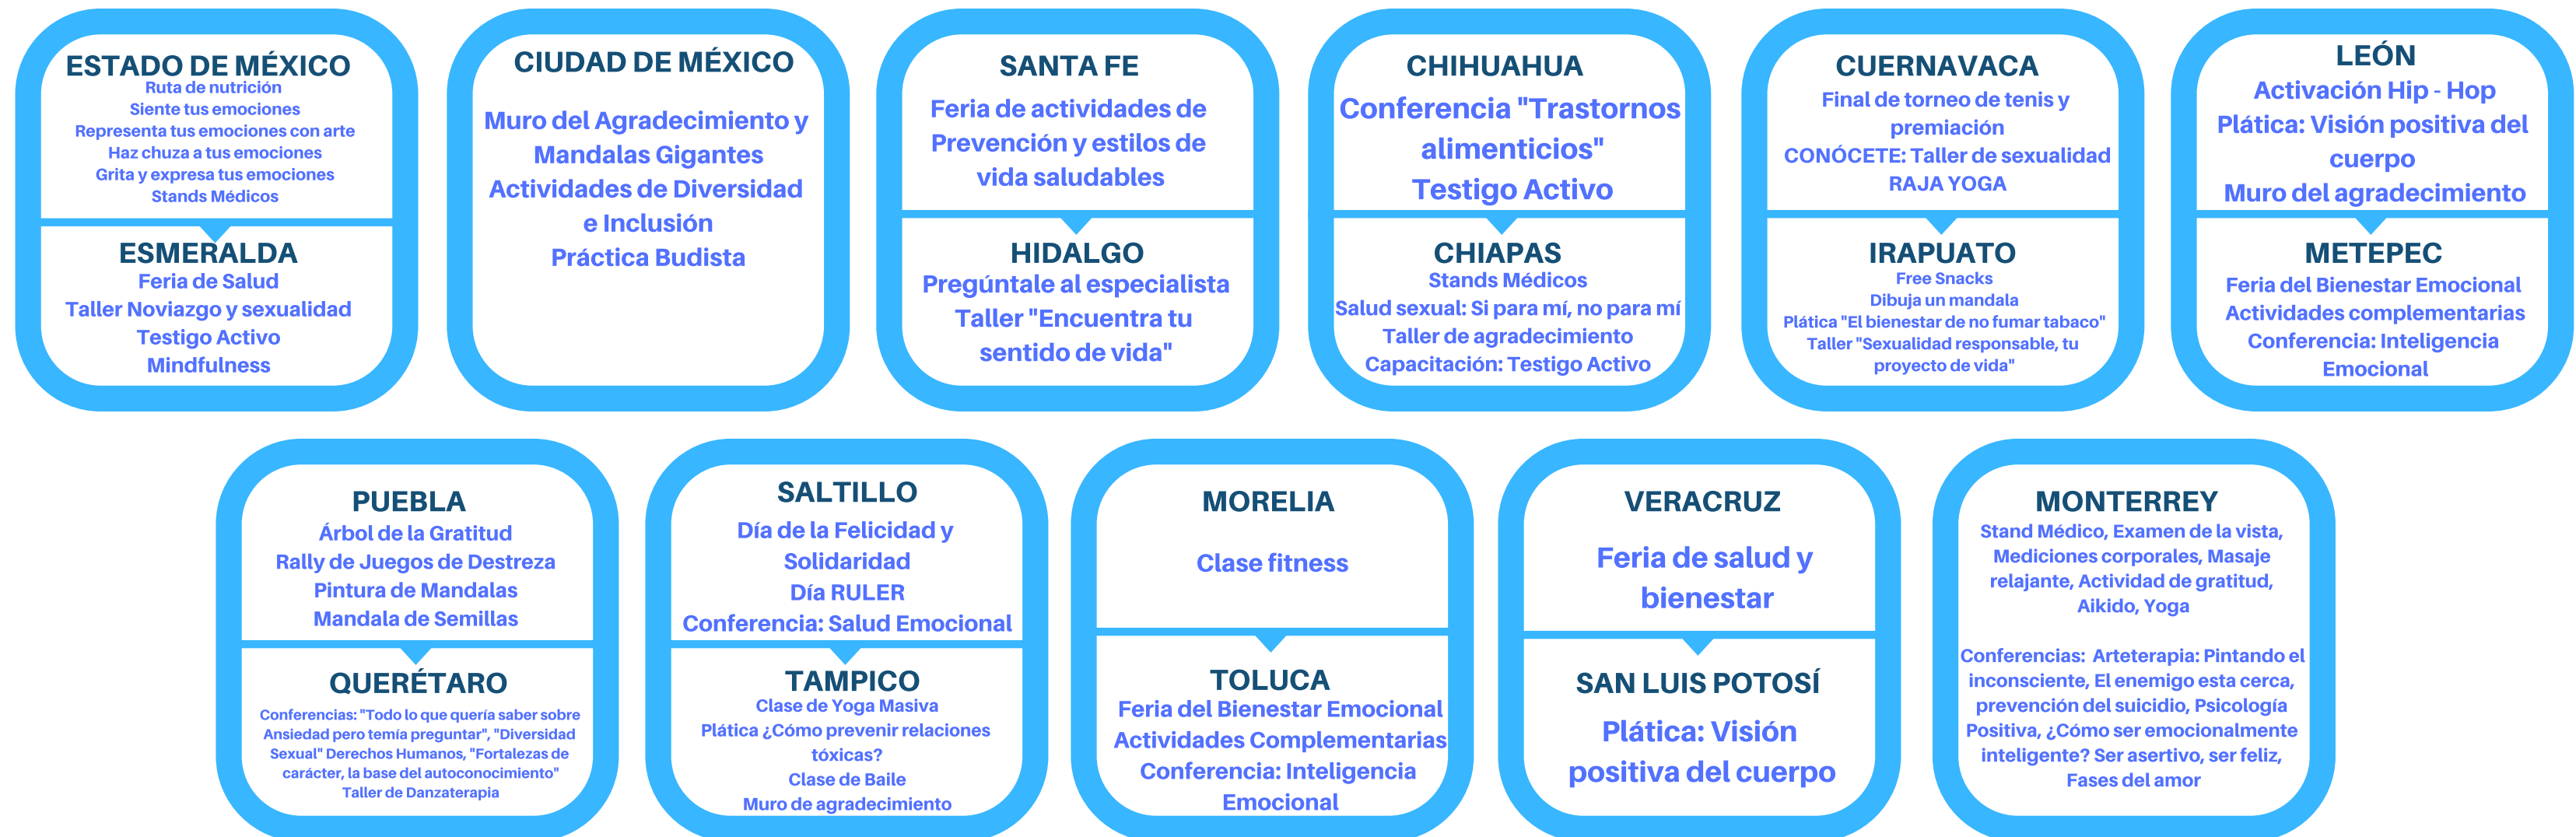 ESTADO DE MÉXICO
Ruta de nutrición
Siente tus emociones
Representa tus emociones con arte
Haz chuza a tus emociones
Grita y expresa tus emociones
Stands Médicos
ESMERALDA
Feria de Salud
Taller Noviazgo y sexualidad
Testigo Activo
Mindfulness
CIUDAD DE MÉXICO
Muro del Agradecimiento y
Mandalas Gigantes
Actividades de Diversidad
e Inclusión
Práctica Budista
SANTA FE
Feria de actividades de
Prevención y estilos de
vida saludables
HIDALGO
Pregúntale al especialista
Taller "Encuentra tu
sentido de vida"
CHIHUAHUA
Conferencia "Trastornos
alimenticios"
Testigo Activo
CHIAPAS
Stands Médicos
Salud sexual: Si para mí, no para mí
Taller de agradecimiento
Capacitación: Testigo Activo
CUERNAVACA
Final de torneo de tenis y
premiación
CONÓCETE: Taller de sexualidad
RAJA YOGA
IRAPUATO
Free Snacks
Dibuja un mandala
Plática "El bienestar de no fumar tabaco"
Taller "Sexualidad responsable, tu
proyecto de vida"
LEÓN
Activación Hip - Hop
Plática: Visión positiva del
cuerpo
Muro del agradecimiento
METEPEC
Feria del Bienestar Emocional
Actividades complementarias
Conferencia: Inteligencia
Emocional
PUEBLA
Árbol de la Gratitud
Rally de Juegos de Destreza
Pintura de Mandalas
Mandala de Semillas
QUERÉTARO
Conferencias: "Todo lo que quería saber sobre
Ansiedad pero temía preguntar", "Diversidad
Sexual" Derechos Humanos, "Fortalezas de
carácter, la base del autoconocimiento"
Taller de Danzaterapia
SALTILLO
Día de la Felicidad y
Solidaridad
Día RULER
Conferencia: Salud Emocional
TAMPICO
Clase de Yoga Masiva
Plática ¿Cómo prevenir relaciones
tóxicas?
Clase de Baile
Muro de agradecimiento
MORELIA
Clase fitness
TOLUCA
Feria del Bienestar Emocional
Actividades Complementarias
Conferencia: Inteligencia
Emocional
VERACRUZ
Feria de salud y
bienestar
SAN LUIS POTOSÍ
Plática: Visión
positiva del cuerpo
MONTERREY
Stand Médico, Examen de la vista,
Mediciones corporales, Masaje
relajante, Actividad de gratitud,
Aikido, Yoga
Conferencias: Arteterapia: Pintando el
inconsciente, El enemigo esta cerca,
prevención del suicidio, Psicología
Positiva, ¿Cómo ser emocionalmente
inteligente? Ser asertivo, ser feliz,
Fases del amor